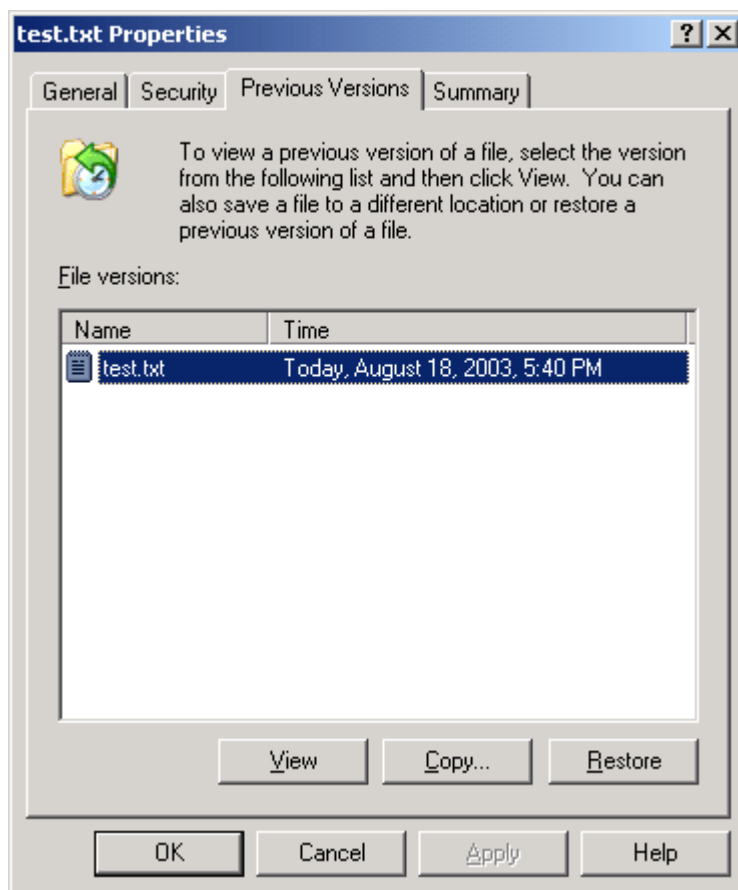 test.txt Properties
General Security Previous Versions Summary
To view a previous version of a file, select the version
from the following list and then click View. You can
also save a file to a different location or restore a
previous version of a file.
File versions:
Name Time
test.txt Today, August 18, 2003, 5:40 PM
View Copy... Restore
OK Cancel Apply Help